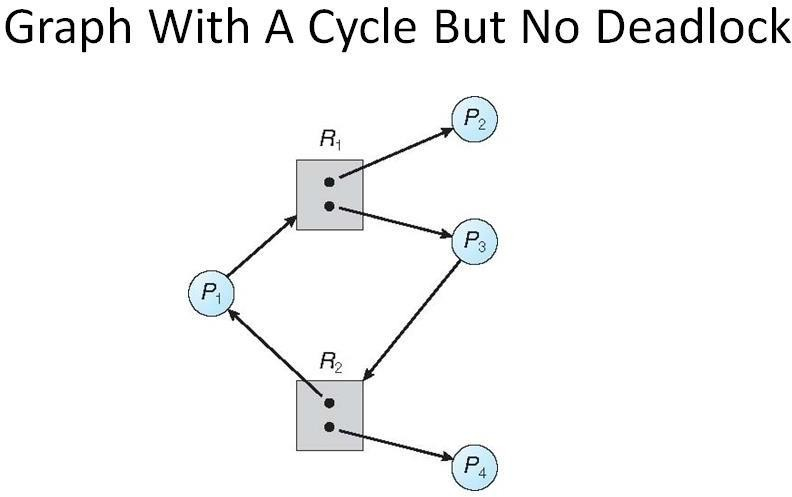 Graph With A Cycle But No Deadlock
P₂
R₁
P₃
P₁
R₂
P₄